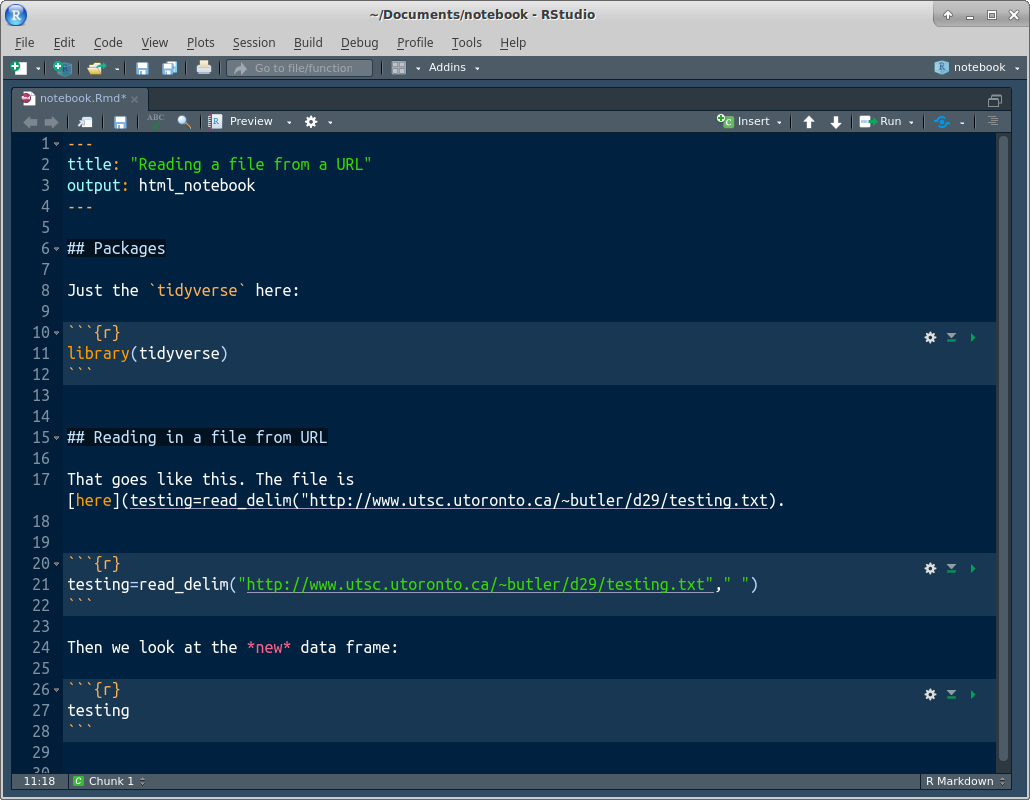 ~/Documents/notebook - RStudio
File Edit Code View Plots Session Build Debug Profile Tools Help
Go to file/function Addins notebook
notebook.Rmd*
ABC Preview Insert Run
1 ---
2 title: "Reading a file from a URL"
3 output: html_notebook
4 ---
5
6 ## Packages
7
8 Just the `tidyverse` here:
9
10 ```{r}
11 library(tidyverse)
12 ```
13
14
15 ## Reading in a file from URL
16
17 That goes like this. The file is
[here](testing=read_delim("http://www.utsc.utoronto.ca/~butler/d29/testing.txt).
18
19
20 ```{r}
21 testing=read_delim("http://www.utsc.utoronto.ca/~butler/d29/testing.txt"," ")
22 ```
23
24 Then we look at the *new* data frame:
25
26 ```{r}
27 testing
28 ```
29
30
11:18 C Chunk 1 R Markdown